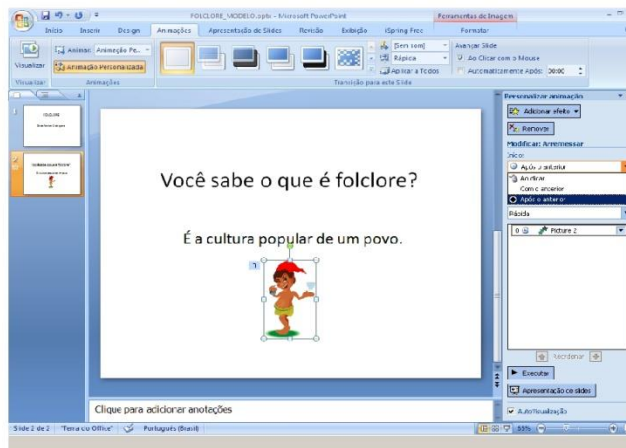 FOLCLORE_MODELO.pptx - Microsoft PowerPoint
Ferramentas de Imagem
Início Inserir Design Animações Apresentação de Slides Revisão Exibição iSpring Free Formatar
Visualizar
Animar: Animação Pe...
Animação Personalizada
[Sem som]
Rápida
Aplicar a Todos
Avançar Slide
Ao Clicar com o Mouse
Automaticamente Após: 00:00
Visualizar Animações Transição para este Slide
FOLCLORE
Você sabe o que é folclore?
É a cultura popular de um povo.
Clique para adicionar anotações
Personalizar animação
Adicionar efeito
Remover
Modificar: Arremessar
Início:
Após o anterior
Ao clicar
Com o anterior
Após o anterior
Rápida
0 Picture 2
Reordenar
Executar
Apresentação de slides
AutoVisualização
Slide 2 de 2 "Tema do Office" Português (Brasil) 55%